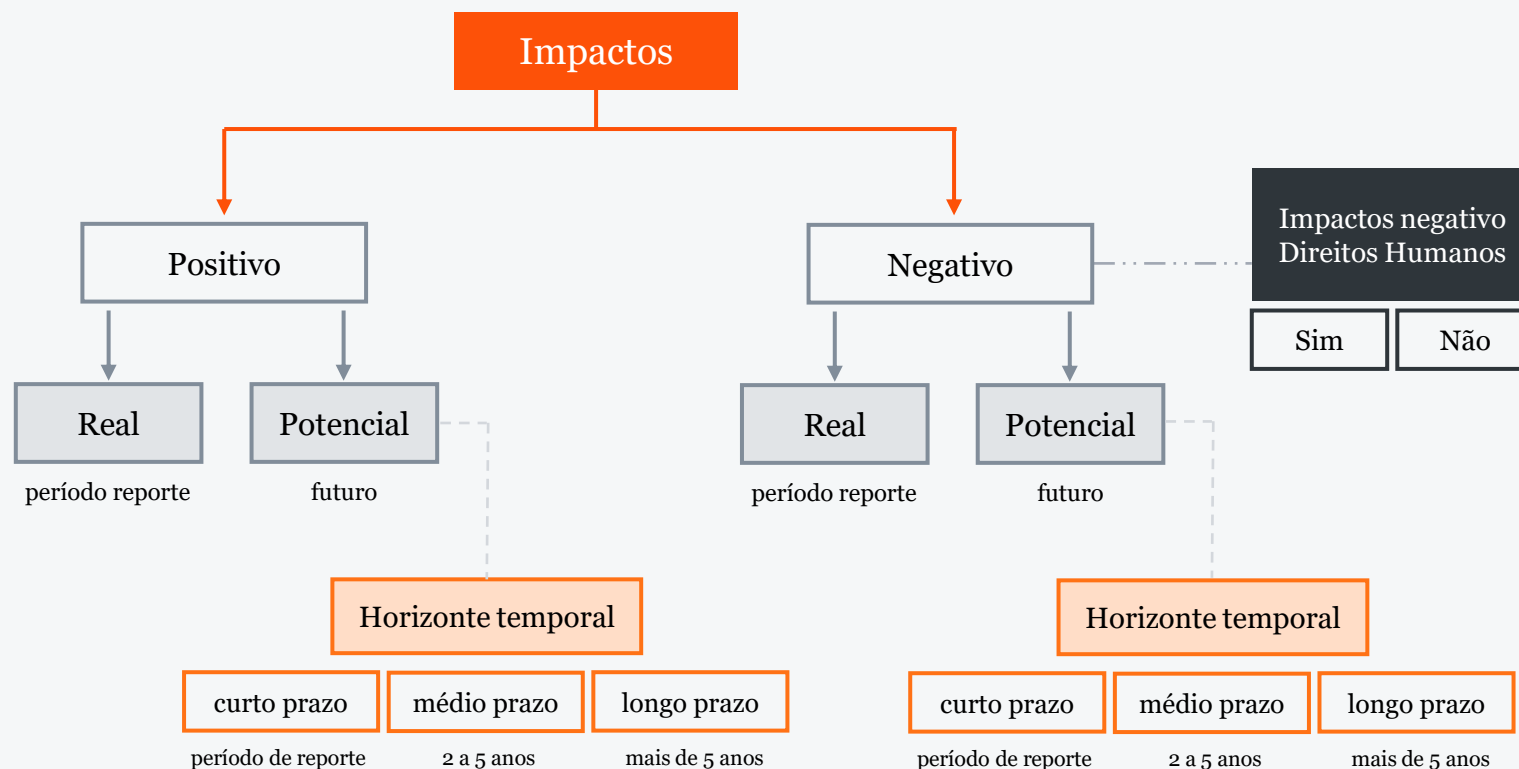 Impactos
Positivo
Negativo
Impactos negativo
Direitos Humanos
Sim
Não
Real
Potencial
Real
Potencial
período reporte
futuro
período reporte
futuro
Horizonte temporal
Horizonte temporal
curto prazo
médio prazo
longo prazo
curto prazo
médio prazo
longo prazo
período de reporte
2 a 5 anos
mais de 5 anos
período de reporte
2 a 5 anos
mais de 5 anos